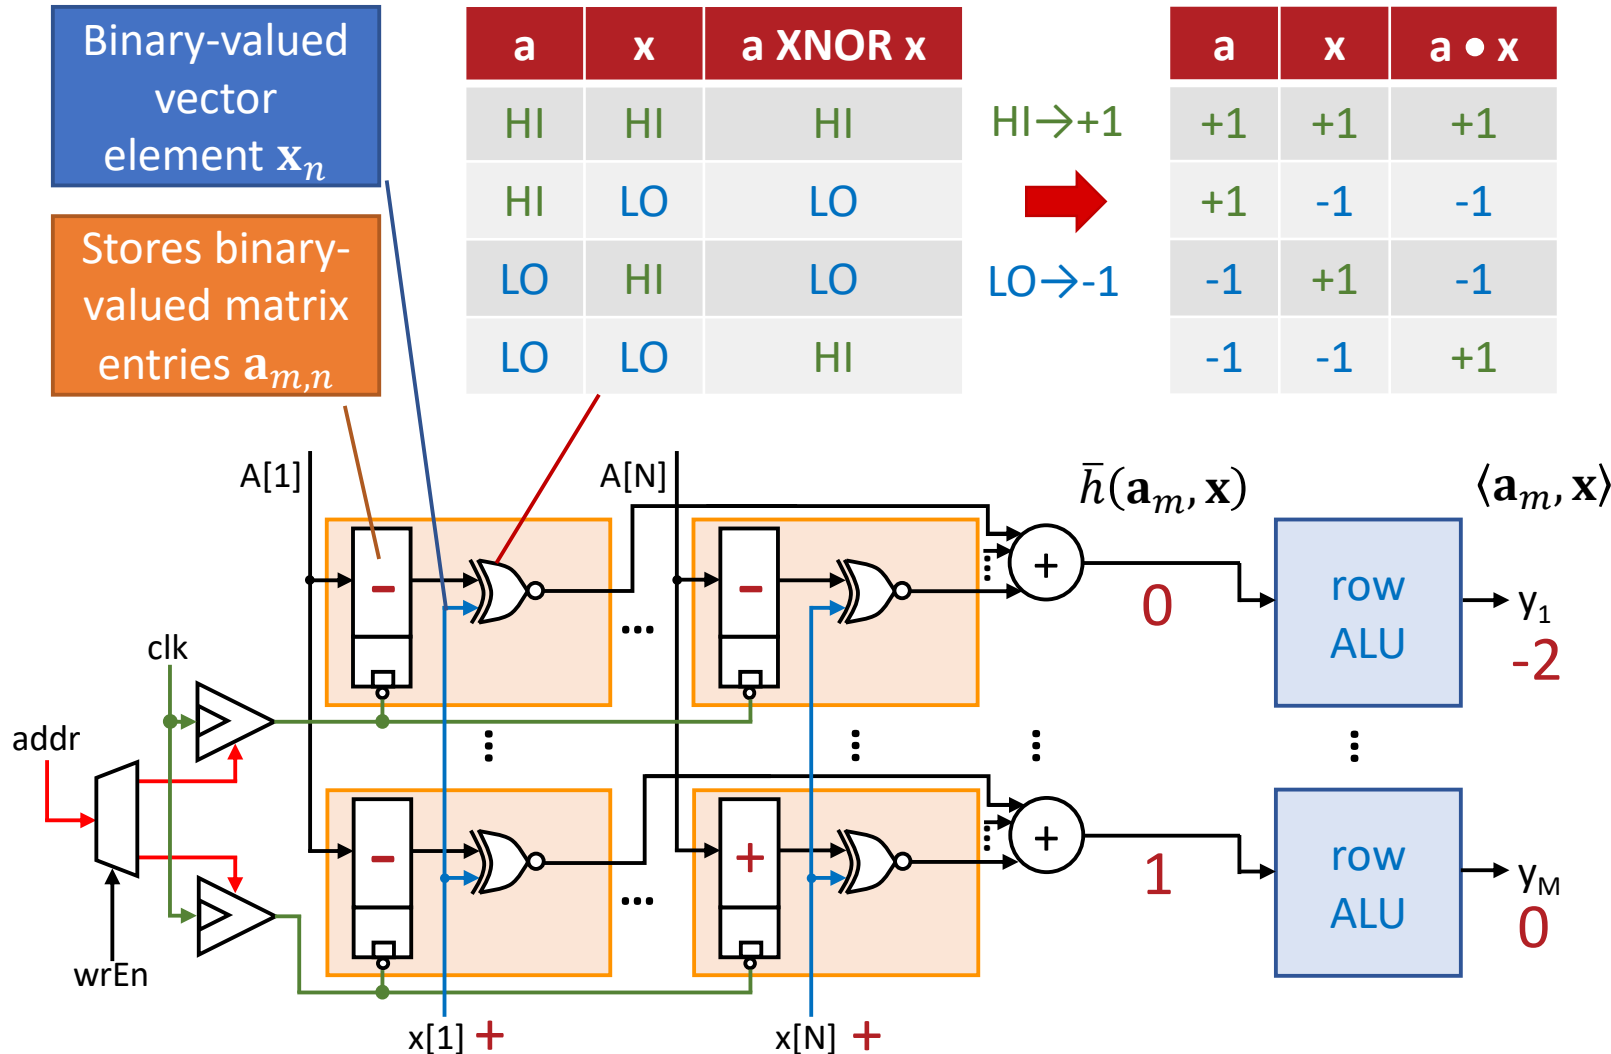 Binary-valued
vector
element 𝐱ₙ
Stores binary-
valued matrix
entries 𝐚ₘ,ₙ
a x a XNOR x
HI HI HI
HI LO LO
LO HI LO
LO LO HI
HI→+1
LO→-1
a x a • x
+1 +1 +1
+1 -1 -1
-1 +1 -1
-1 -1 +1
A[1]
A[N]
h̄(𝐚ₘ, 𝐱)
⟨𝐚ₘ, 𝐱⟩
- - + 0
row
ALU
y₁
-2
clk
addr
...
...
- + + 1
row
ALU
y_M
0
wrEn
x[1] +
x[N] +